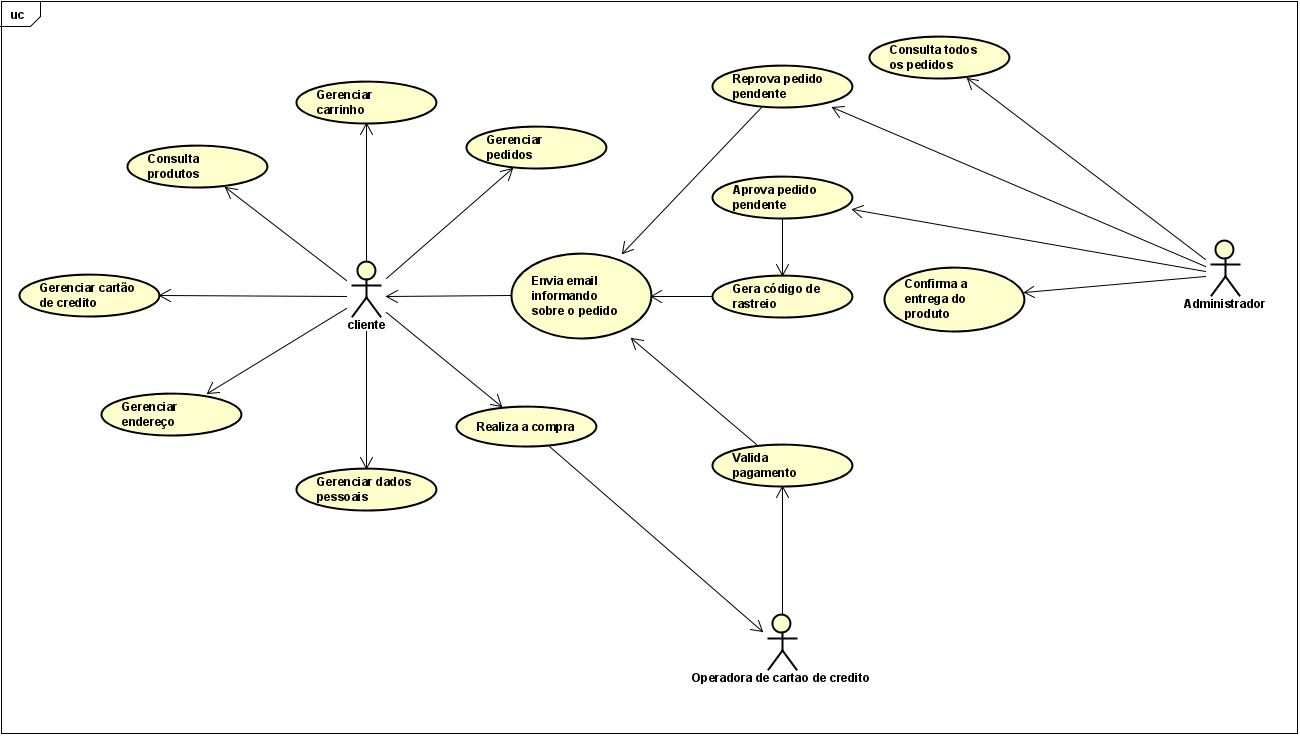 uc
Consulta todos
os pedidos
Reprova pedido
pendente
Gerenciar
carrinho
Gerenciar
pedidos
Consulta
produtos
Aprova pedido
pendente
Gerenciar cartão
de credito
cliente
Envia email
informando
sobre o pedido
Gera código de
rastreio
Confirma a
entrega do
produto
Administrador
Gerenciar
endereço
Realiza a compra
Valida
pagamento
Gerenciar dados
pessoais
Operadora de cartao de credito